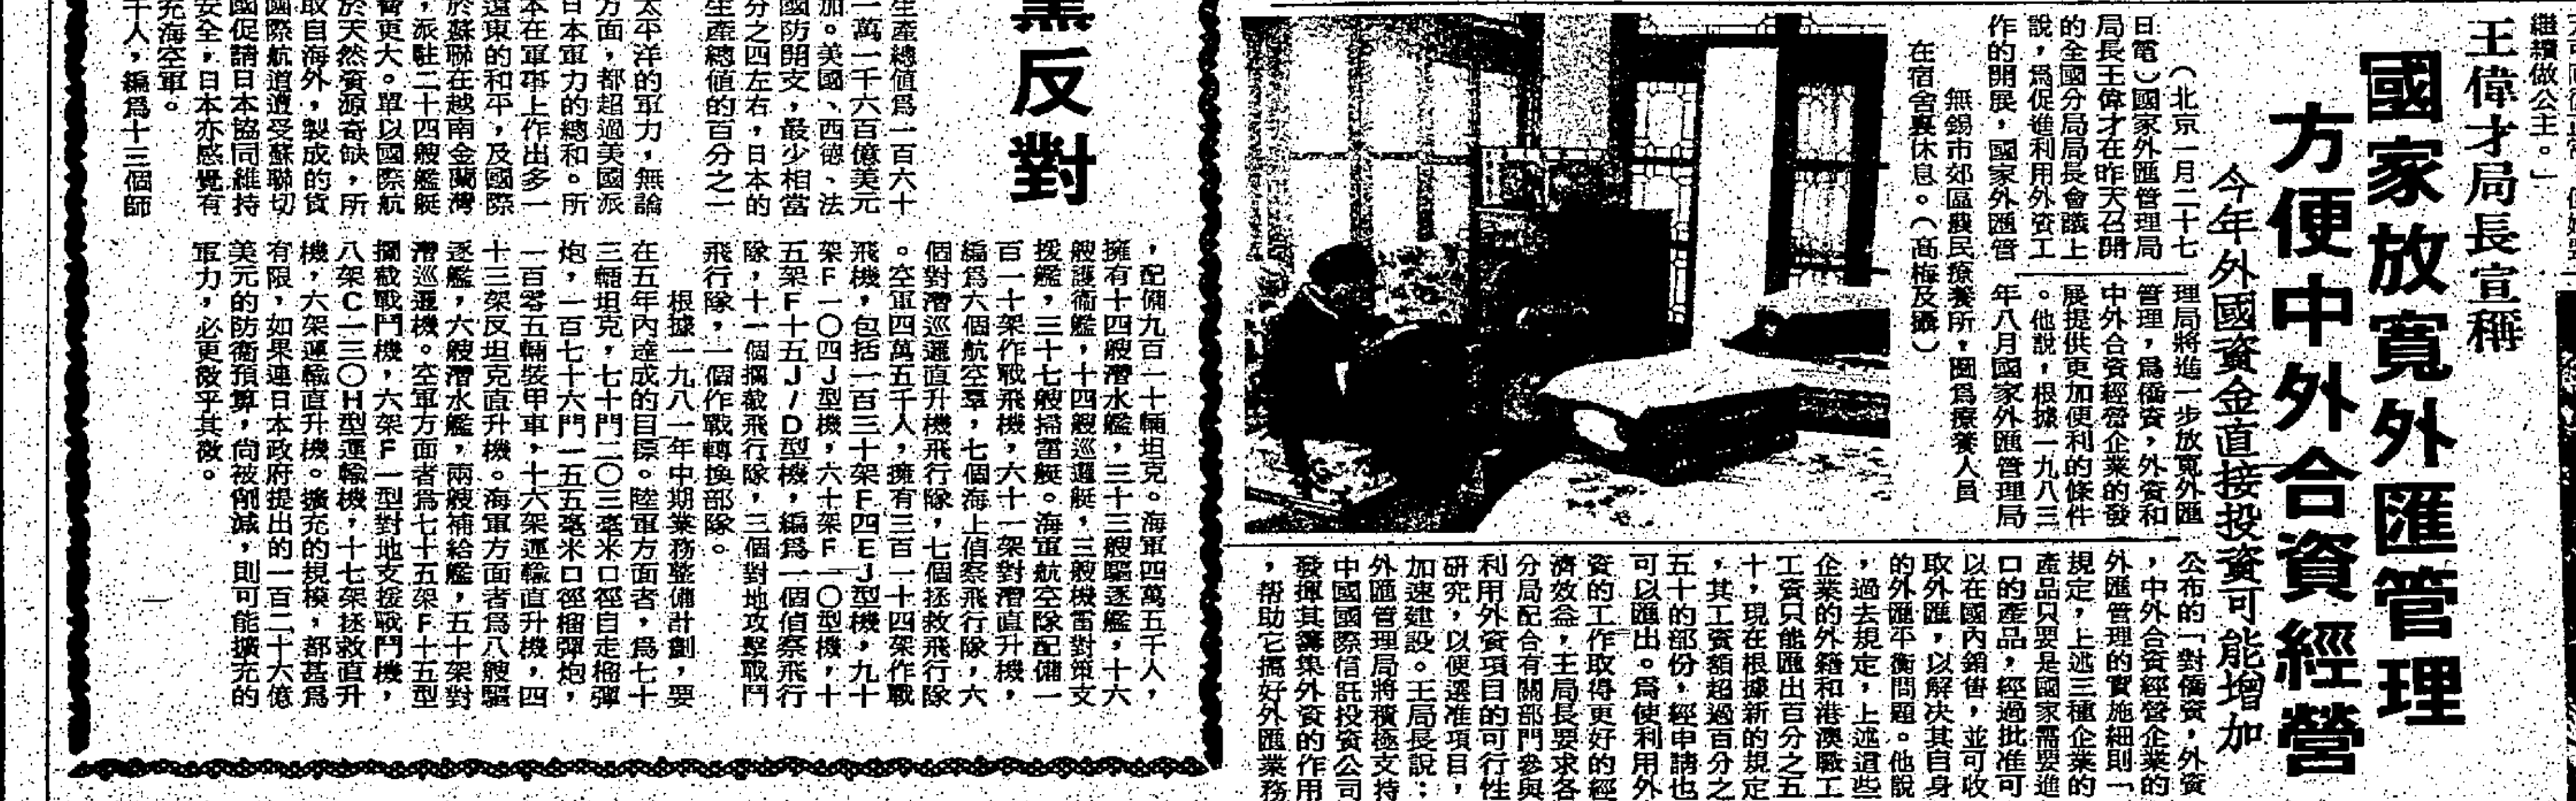 繼續做公主。」
王偉才局長宣稱
國家放寬外匯管理
方便中外合資經營
今年外國資金直接投資可能增加
（北京一月二十七
日電）國家外匯管理局
局長王偉才在昨天召開
的全國分局局長會議上
說，爲促進利用外資工
作的開展，國家外匯管
理局將進一步放寬外匯
管理，爲僑資，外資和
中外合資經營企業的發
展提供更加便利的條件
。他說，根據一九八三
年八月國家外匯管理局
公布的「對僑資，外資
，中外合資經營企業的
外匯管理的實施細則」
規定，上述三種企業的
產品只要是國家需要進
口的產品，經過批准可
以在國內銷售，並可收
取外匯，以解决其自身
的外匯平衡問題。他說
，過去規定，上述這些
企業的外籍和港澳職工
工資只能匯出百分之五
十，現在根據新的規定
，其工資額超過百分之
五十的部份，經申請也
可以匯出。爲使利用外
資的工作取得更好的經
濟效益，王局長要求各
分局配合有關部門參與
利用外資項目的可行性
研究，以便選准項目，
加速建設。王局長說：
外匯管理局將積極支持
中國國際信託投資公司
發揮其籌集外資的作用
，帮助它搞好外匯業務
無錫市郊區農民療養所，圖爲療養人員
在宿舍裏休息。（高梅及攝）
反對
生產總值爲一百六十
一萬一千六百億美元
加。美國、西德、法
國防開支，最少相當
分之四左右，日本的
生產總值的百分之一
太平洋的軍力，無論
方面，都超過美國派
日本軍力的總和。所
本在軍事上作出多一
遠東的和平，及國際
於蘇聯在越南金蘭灣
，派駐二十四艘艦艇
脅更大。單以國際航
於天然資源奇缺，所
取自海外，製成的貨
國際航道遭受蘇聯切
國促請日本協同維持
安全，日本亦感覺有
充海空軍。
千人，編爲十三個師
，配備九百一十輛坦克。海軍四萬五千人，
擁有十四艘潛水艦，三十三艘驅逐艦，十六
艘護衞艦，十四艘巡邏艇，三艘機雷對策支
援艦，三十七艘掃雷艇。海軍航空隊配備一
百一十架作戰飛機，六十一架對潛直升機，
編爲六個航空羣，七個海上偵察飛行隊，六
個對潛巡邏直升機飛行隊，七個拯救飛行隊
。空軍四萬五千人，擁有三百一十四架作戰
飛機，包括一百三十架F四EJ型機，九十
架F一〇四J型機，六十架F一〇型機，十
五架F十五J/D型機，編爲一個偵察飛行
隊，十一個攔截飛行隊，三個對地攻擊戰鬥
飛行隊，一個作戰轉換部隊。
根據一九八一年中期業務整備計劃，要
在五年內達成的目標。陸軍方面者，爲七十
三輛坦克，七十門二〇三毫米口徑自走榴彈
炮，一百七十六門一五五毫米口徑榴彈炮，
一百零五輛裝甲車，十六架運輸直升機，四
十三架反坦克直升機。海軍方面者爲八艘驅
逐艦，六艘潛水艦，兩艘補給艦，五十架對
潛巡邏機。空軍方面者爲七十五架F十五型
攔截戰鬥機，六架F一型對地支援戰鬥機，
八架C一三〇H型運輸機，十七架拯救直升
機，六架運輸直升機。擴充的規模，都甚爲
有限，如果連日本政府提出的一百二十六億
美元的防衞預算，尙被削減，則可能擴充的
軍力，必更微乎其微。